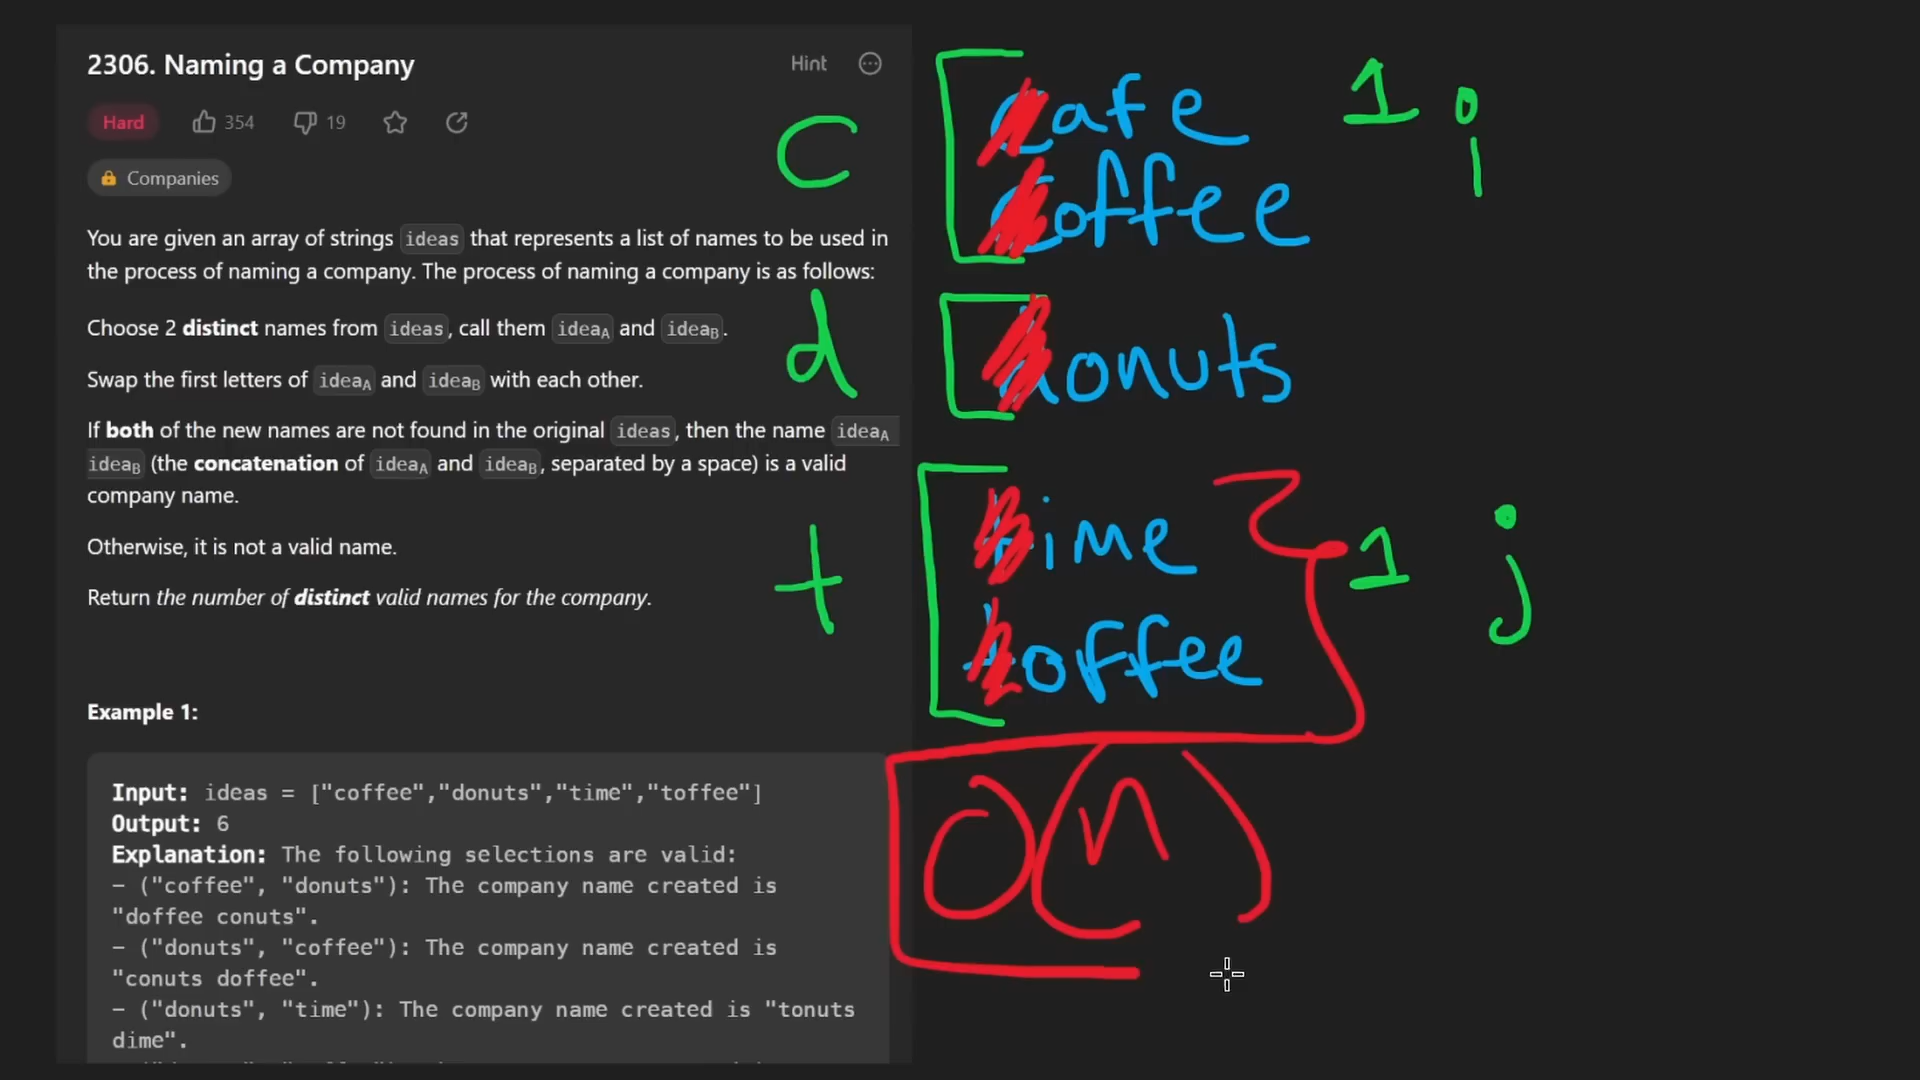 2306. Naming a Company
Hint
Hard 354 19
Companies
You are given an array of strings ideas that represents a list of names to be used in
the process of naming a company. The process of naming a company is as follows:
Choose 2 distinct names from ideas, call them ideaA and ideaB.
Swap the first letters of ideaA and ideaB with each other.
If both of the new names are not found in the original ideas, then the name ideaA
ideaB (the concatenation of ideaA and ideaB, separated by a space) is a valid
company name.
Otherwise, it is not a valid name.
Return the number of distinct valid names for the company.
Example 1:
Input: ideas = ["coffee","donuts","time","toffee"]
Output: 6
Explanation: The following selections are valid:
- ("coffee", "donuts"): The company name created is
"doffee conuts".
- ("donuts", "coffee"): The company name created is
"conuts doffee".
- ("donuts", "time"): The company name created is "tonuts
dime".
c
cafe 1 i
coffee
d
donuts
t
time 1 j
toffee
O(n)